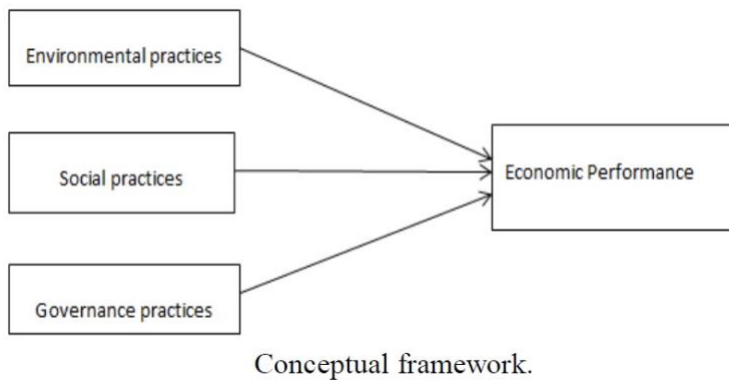 Environmental practices
Social practices
Economic Performance
Governance practices
Conceptual framework.